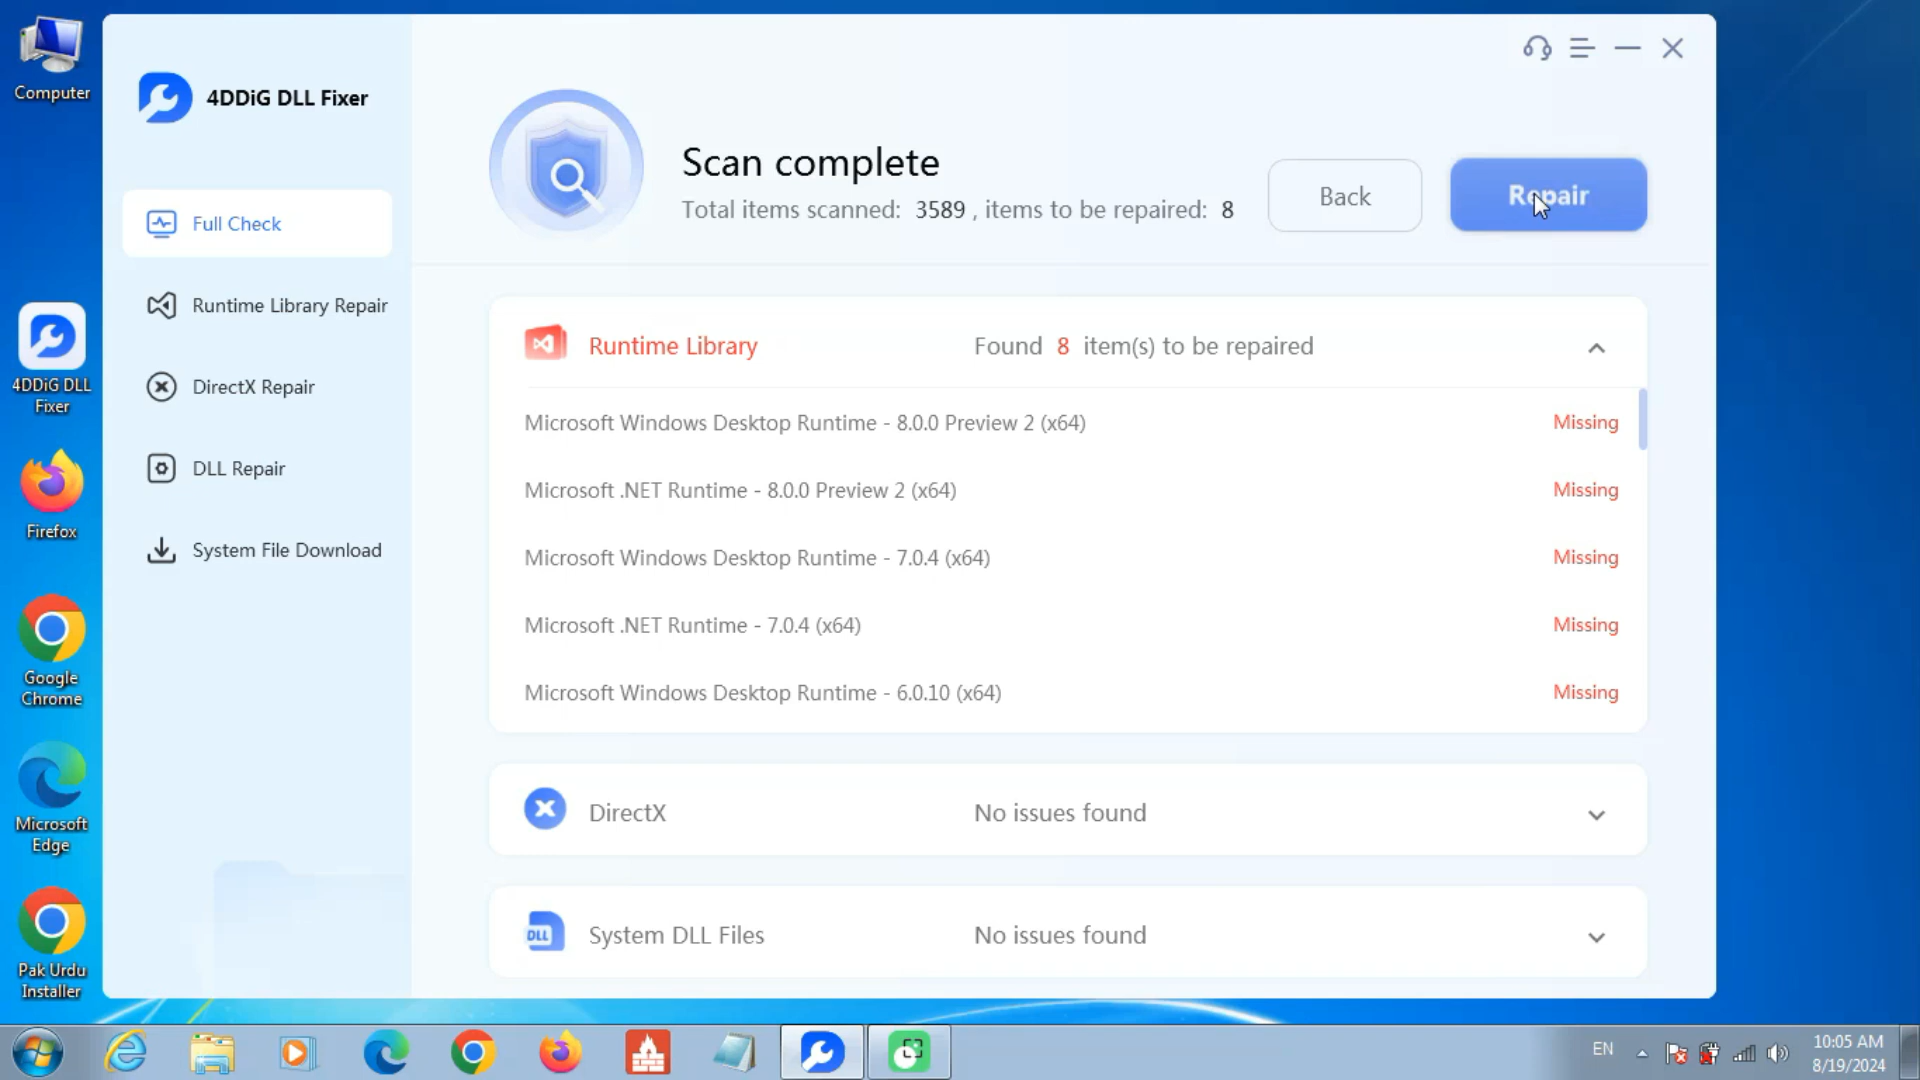 Computer
4DDiG DLL
Fixer
Firefox
Google
Chrome
Microsoft
Edge
Pak Urdu
Installer
4DDiG DLL Fixer
Full Check
Runtime Library Repair
DirectX Repair
DLL Repair
System File Download
Scan complete
Total items scanned: 3589 , items to be repaired: 8
Back
Repair
Runtime Library Found 8 item(s) to be repaired
Microsoft Windows Desktop Runtime - 8.0.0 Preview 2 (x64) Missing
Microsoft .NET Runtime - 8.0.0 Preview 2 (x64) Missing
Microsoft Windows Desktop Runtime - 7.0.4 (x64) Missing
Microsoft .NET Runtime - 7.0.4 (x64) Missing
Microsoft Windows Desktop Runtime - 6.0.10 (x64) Missing
DirectX No issues found
DLL System DLL Files No issues found
EN
10:05 AM
8/19/2024